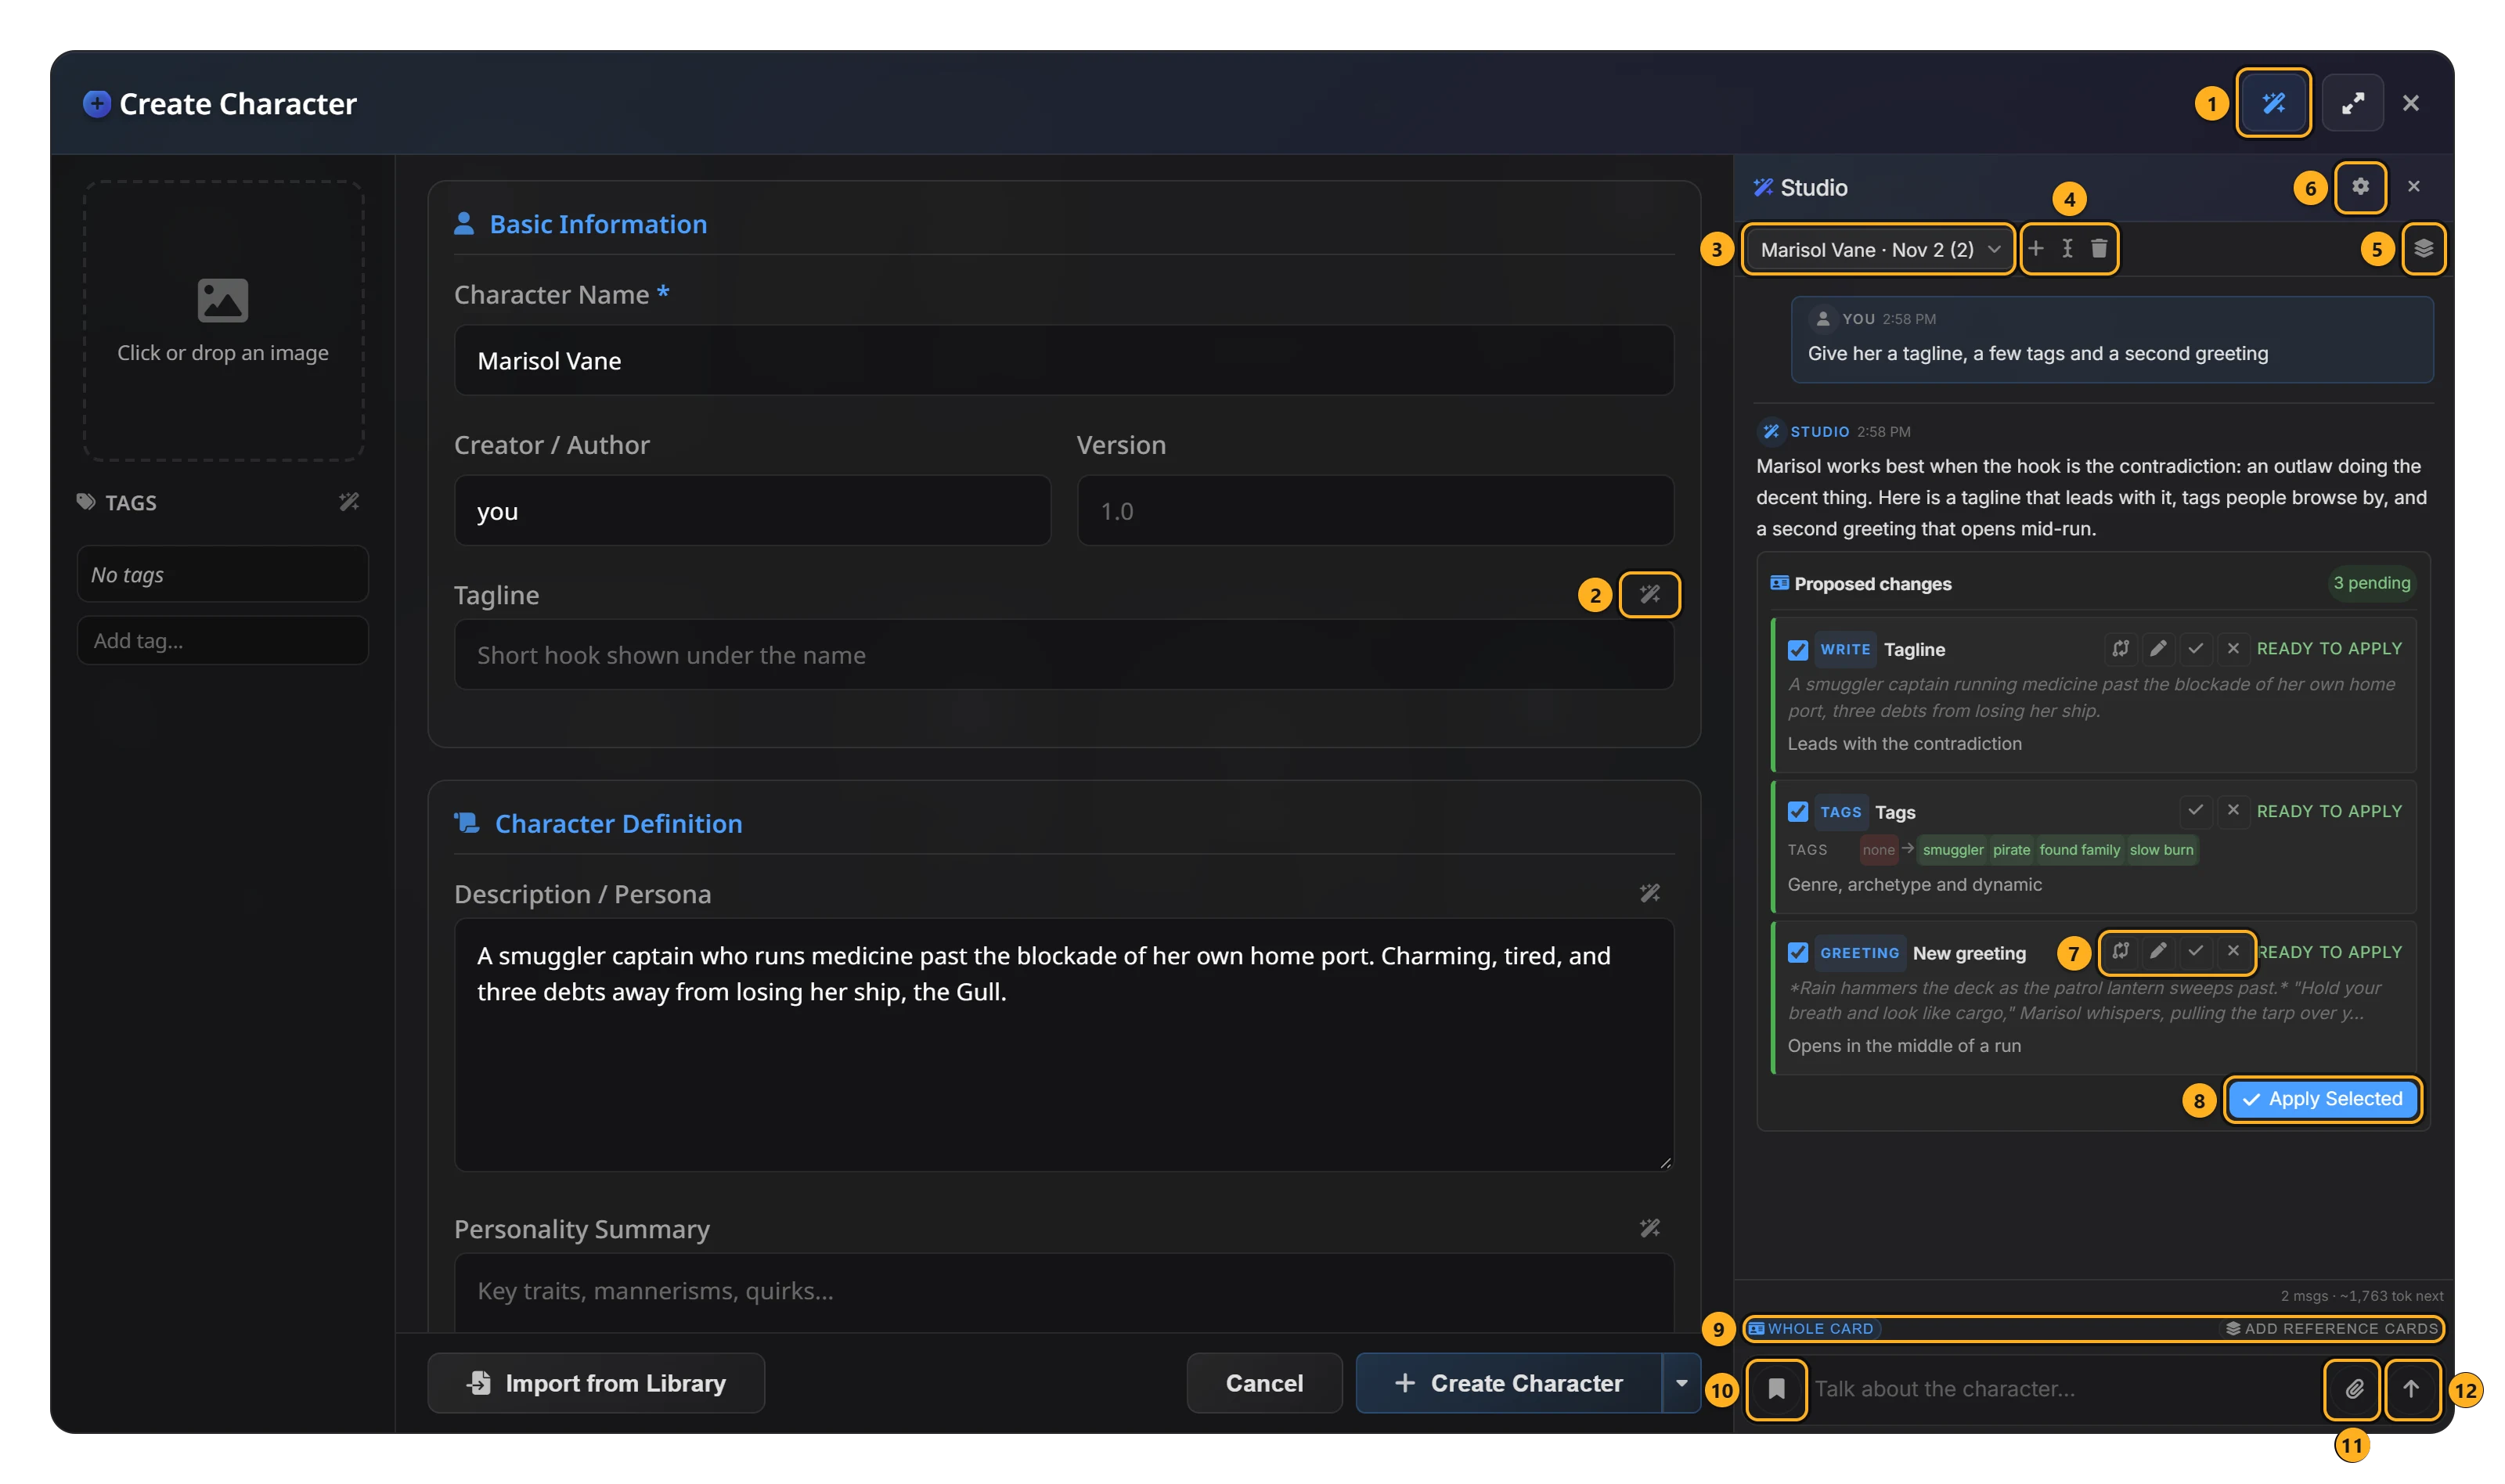 Create Character
1
Click or drop an image
TAGS
No tags
Add tag...
Basic Information
Character Name *
Marisol Vane
Creator / Author
Version
you
1.0
Tagline
2
Short hook shown under the name
Character Definition
Description / Persona
A smuggler captain who runs medicine past the blockade of her own home port. Charming, tired, and
three debts away from losing her ship, the Gull.
Personality Summary
Key traits, mannerisms, quirks...
Import from Library
Cancel
Create Character
Studio
6
4
3
Marisol Vane · Nov 2 (2)
5
YOU 2:58 PM
Give her a tagline, a few tags and a second greeting
STUDIO 2:58 PM
Marisol works best when the hook is the contradiction: an outlaw doing the
decent thing. Here is a tagline that leads with it, tags people browse by, and
a second greeting that opens mid-run.
Proposed changes
3 pending
WRITE Tagline READY TO APPLY
A smuggler captain running medicine past the blockade of her own home
port, three debts from losing her ship.
Leads with the contradiction
TAGS Tags READY TO APPLY
TAGS none → smuggler pirate found family slow burn
Genre, archetype and dynamic
GREETING New greeting 7 READY TO APPLY
*Rain hammers the deck as the patrol lantern sweeps past.* "Hold your
breath and look like cargo," Marisol whispers, pulling the tarp over y...
Opens in the middle of a run
8
Apply Selected
2 msgs · ~1,763 tok next
9
WHOLE CARD
ADD REFERENCE CARDS
10
Talk about the character...
12
11